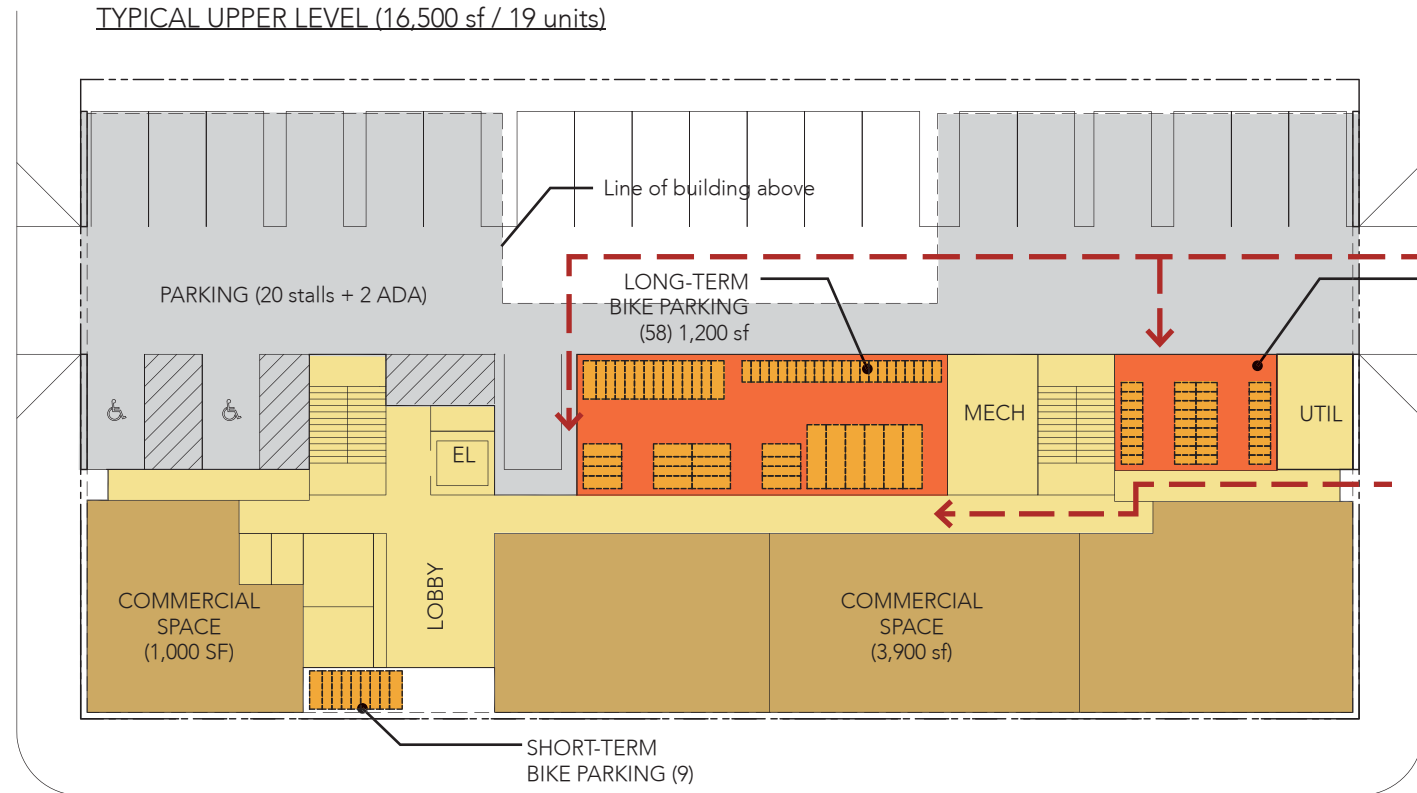 TYPICAL UPPER LEVEL (16,500 sf / 19 units)
Line of building above
PARKING (20 stalls + 2 ADA)
LONG-TERM
BIKE PARKING
(58) 1,200 sf
EL
MECH
UTIL
LOBBY
COMMERCIAL
SPACE
(1,000 SF)
COMMERCIAL
SPACE
(3,900 sf)
SHORT-TERM
BIKE PARKING (9)